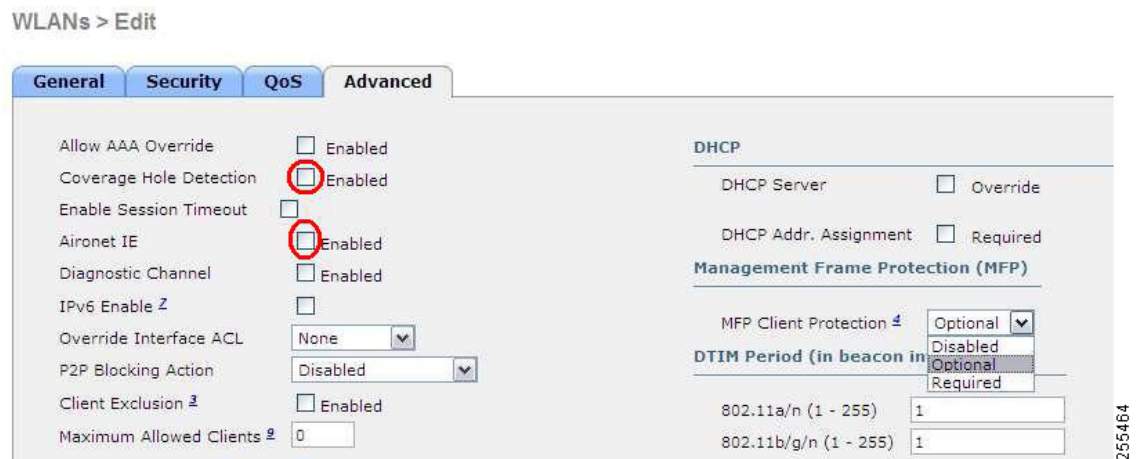 WLANs > Edit
General
Security
QoS
Advanced
Allow AAA Override
Enabled
Coverage Hole Detection
Enabled
Enable Session Timeout
Aironet IE
Enabled
Diagnostic Channel
Enabled
IPv6 Enable 7
Override Interface ACL
None
P2P Blocking Action
Disabled
Client Exclusion 3
Enabled
Maximum Allowed Clients 9
0
DHCP
DHCP Server
Override
DHCP Addr. Assignment
Required
Management Frame Protection (MFP)
MFP Client Protection 4
Optional
Disabled
Optional
Required
DTIM Period (in beacon in
802.11a/n (1 - 255)
1
802.11b/g/n (1 - 255)
1
255464